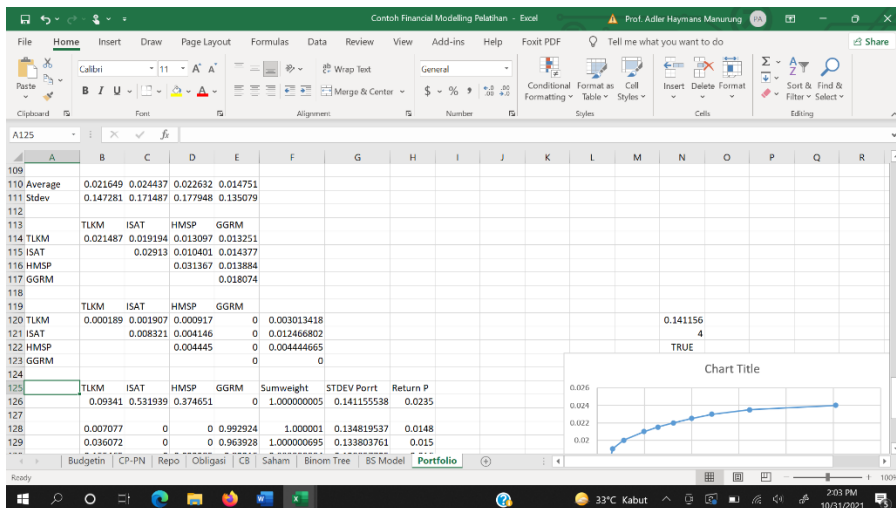 Conton Financial Modelling Pelatihan - Excel
Prof. Adler Haymans Manurung
PA
File Home Insert Draw Page Layout Formulas Data Review View Add-ins Help Foxit PDF Tell me what you want to do Share
Calibri 11 Wrap Text General
Paste B I U Merge & Center $ % Conditional Formatting Format as Table Cell Styles Insert Delete Format Sort & Filter Find & Select
Clipboard Font Alignment Number Styles Cells Editing
A125 fx
A B C D E F G H I J K L M N O P Q R
109
110 Average 0.021649 0.024437 0.022632 0.014751
111 Stdev 0.147281 0.171487 0.177948 0.135079
112
113 TLKM ISAT HMSP GGRM
114 TLKM 0.021487 0.019194 0.013097 0.013251
115 ISAT 0.02913 0.010401 0.014377
116 HMSP 0.031367 0.013884
117 GGRM 0.018074
118
119 TLKM ISAT HMSP GGRM
120 TLKM 0.000189 0.001907 0.000917 0 0.003013418 0.141156
121 ISAT 0.008321 0.004146 0 0.012466802 4
122 HMSP 0.004445 0 0.004444665 TRUE
123 GGRM 0 0
124
125 TLKM ISAT HMSP GGRM Sumweight STDEV Porrt Return P
126 0.09341 0.531939 0.374651 0 1.000000005 0.141155538 0.0235
127
128 0.007077 0 0 0.992924 1.000001 0.134819537 0.0148
129 0.036072 0 0 0.963928 1.000000695 0.133803761 0.015
Chart Title
0.026
0.024
0.022
0.02
Budgetin CP-PN Repo Obligasi CB Saham Binom Tree BS Model Portfolio
Ready 100%
33°C Kabut
2:03 PM
10/31/2021